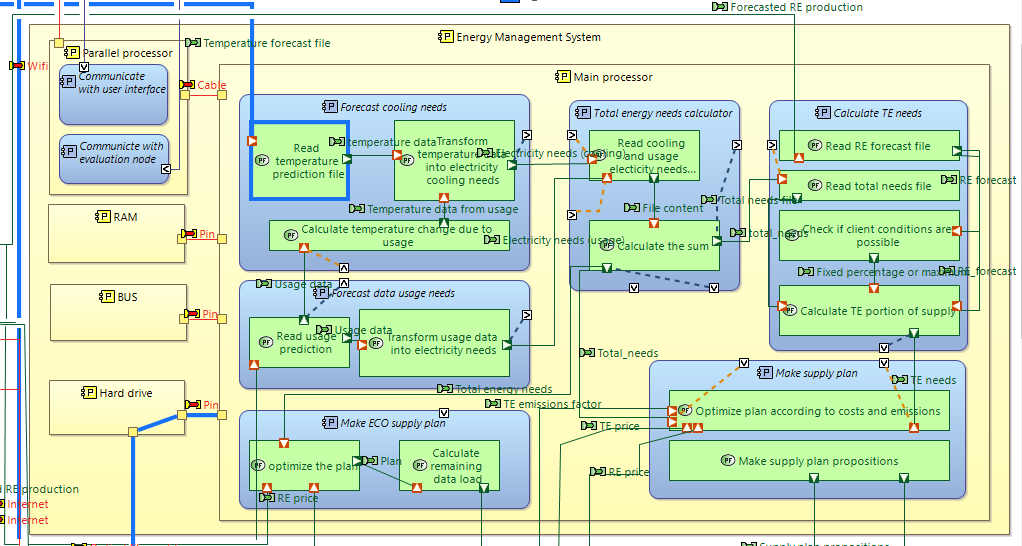 Forecasted RE production
Energy Management System
Temperature forecast file
Parallel processor
Wifi
Main processor
Cable
Communicate
with user interface
Communicte with
evaluation node
Forecast cooling needs
Read
temperature
prediction file
temperature data
Transform
temperature data
into electricity
cooling needs
Electricity needs (cooling)
Temperature data from usage
Calculate temperature change due to
usage
Electricity needs (usage)
Total energy needs calculator
Read cooling
and usage
electicity needs...
File content
Total needs file
Calculate the sum
total_needs
Calculate TE needs
Read RE forecast file
Read total needs file
RE forecast
Check if client conditions are
possible
Fixed percentage or maximum
RE_forecast
Calculate TE portion of supply
RAM
Pin
BUS
Pin
Hard drive
Pin
Usage data
Forecast data usage needs
Usage data
Read usage
prediction
Transform usage data
into electricity needs
Total_needs
Total energy needs
TE emissions factor
Make supply plan
TE needs
Optimize plan according to costs and emissions
TE price
Make supply plan propositions
RE price
Make ECO supply plan
optimize the plan
Plan
Calculate
remaining
data load
RE price
RE production
Internet
Internet